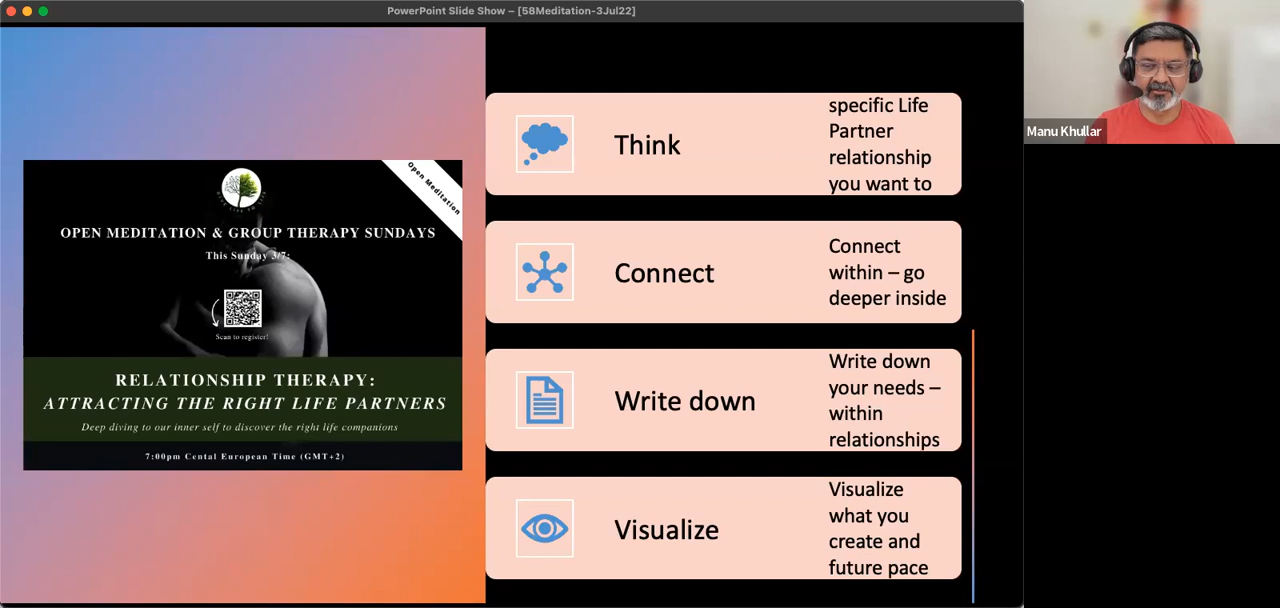 PowerPoint Slide Show – [58Meditation-3Jul22]
Open Meditation
OPEN MEDITATION & GROUP THERAPY SUNDAYS
This Sunday 3/7:
Scan to register!
RELATIONSHIP THERAPY:
ATTRACTING THE RIGHT LIFE PARTNERS
Deep diving to our inner self to discover the right life companions
7:00pm Cental European Time (GMT+2)
Think
specific Life
Partner
relationship
you want to
Connect
Connect
within – go
deeper inside
Write down
Write down
your needs –
within
relationships
Visualize
Visualize
what you
create and
future pace
Manu Khullar